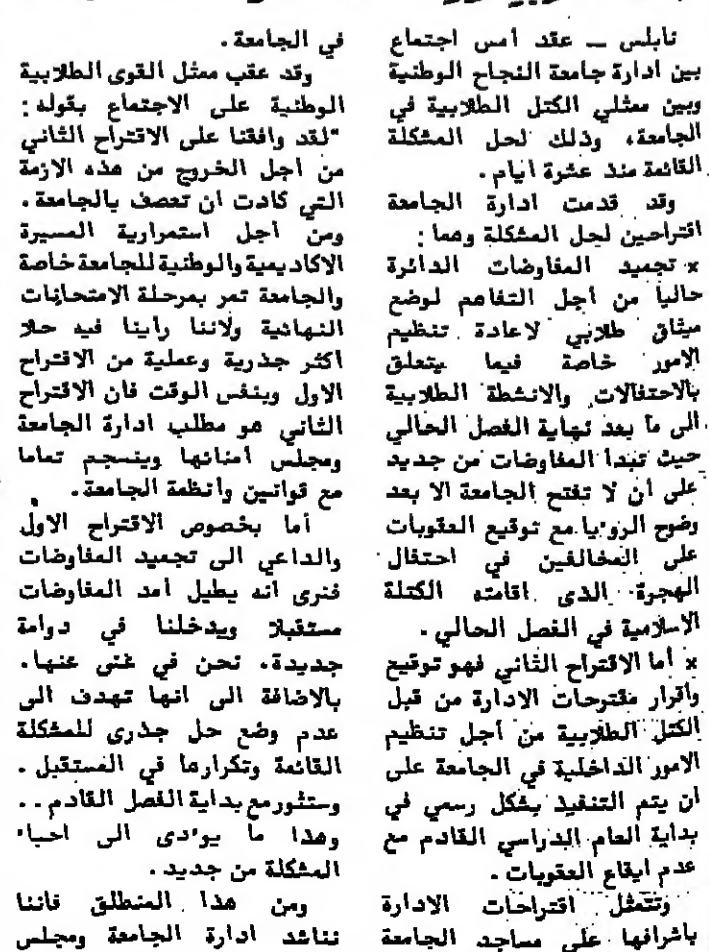 نابلس — عقد أمس اجتماع
بين ادارة جامعة النجاح الوطنية
وبين ممثلي الكتل الطلابية في
الجامعة، وذلك لحل المشكلة
القائمة منذ عشرة ايام.
وقد قدمت ادارة الجامعة
اقتراحين لحل المشكلة وهما:
× تجميد المفاوضات الدائرة
حالياً من أجل التفاهم لوضع
ميثاق طلابي لاعادة تنظيم
الامور خاصة فيما يتعلق
بالاحتفالات والانشطة الطلابية
الى ما بعد نهاية الفصل الحالي
حيث تبدأ المفاوضات من جديد
على أن لا تفتح الجامعة الا بعد
وضوح الروءيا مع توقيع العقوبات
على المخالفين في احتفال
الهجرة الذى اقامته الكتلة
الاسلامية في الفصل الحالي.
× أما الاقتراح الثاني فهو توقيع
واقرار مقترحات الادارة من قبل
الكتل الطلابية من أجل تنظيم
الامور الداخلية في الجامعة على
ان يتم التنفيذ بشكل رسمي في
بداية العام الدراسي القادم مع
عدم ايقاع العقوبات.
وتتمثل اقتراحات الادارة
باشرافها على مساجد الجامعة
في الجامعة.
وقد عقب ممثل القوى الطلابية
الوطنية على الاجتماع بقوله:
"لقد وافقنا على الاقتراح الثاني
من اجل الخروج من هذه الازمة
التي كادت ان تعصف بالجامعة.
ومن أجل استمرارية المسيرة
الاكاديمية والوطنية للجامعة خاصة
والجامعة تمر بمرحلة الامتحانات
النهائية ولاننا راينا فيه حلا
اكثر جذرية وعملية من الاقتراح
الاول وبنفس الوقت فان الاقتراح
الثاني هو مطلب ادارة الجامعة
ومجلس امنائها وينسجم تماما
مع قوانين وأنظمة الجامعة.
أما بخصوص الاقتراح الاول
والداعي الى تجميد المفاوضات
فنرى انه يطيل أمد المفاوضات
مستقبلا ويدخلنا في دوامة
جديدة، نحن في غنى عنها.
بالاضافة الى انها تهدف الى
عدم وضع حل جذرى للمشكلة
القائمة وتكرارها في المستقبل.
وستثور مع بداية الفصل القادم..
وهذا ما يوءدى الى احياء
المشكلة من جديد.
ومن هذا المنطلق فاننا
نناشد ادارة الجامعة ومجلس